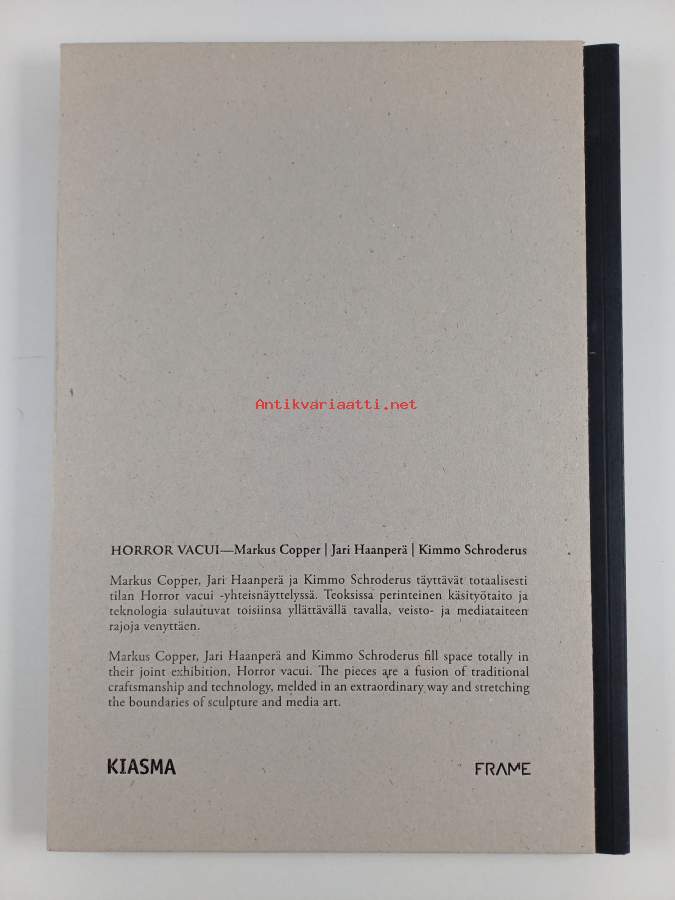 Antikvariaatti.net
HORROR VACUI—Markus Copper | Jari Haanperä | Kimmo Schroderus
Markus Copper, Jari Haanperä ja Kimmo Schroderus täyttävät totaalisesti
tilan Horror vacui -yhteisnäyttelyssä. Teoksissa perinteinen käsityötaito ja
teknologia sulautuvat toisiinsa yllättävällä tavalla, veisto- ja mediataiteen
rajoja venyttäen.
Markus Copper, Jari Haanperä and Kimmo Schroderus fill space totally in
their joint exhibition, Horror vacui. The pieces are a fusion of traditional
craftsmanship and technology, melded in an extraordinary way and stretching
the boundaries of sculpture and media art.
KIASMA
FRAME